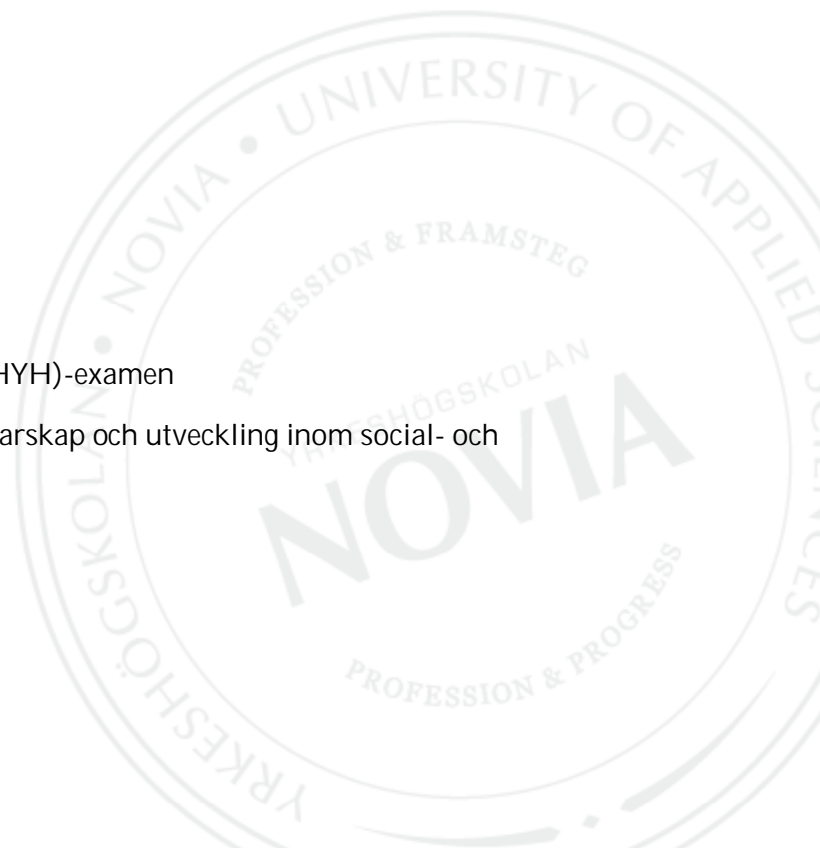 HYH)-examen
arskap och utveckling inom social- och
YRKESHÖGSKOLAN • NOVIA • UNIVERSITY OF APPLIED SCIENCES
PROFESSION & FRAMSTEG
YRKESHÖGSKOLAN
NOVIA
PROFESSION & PROGRESS